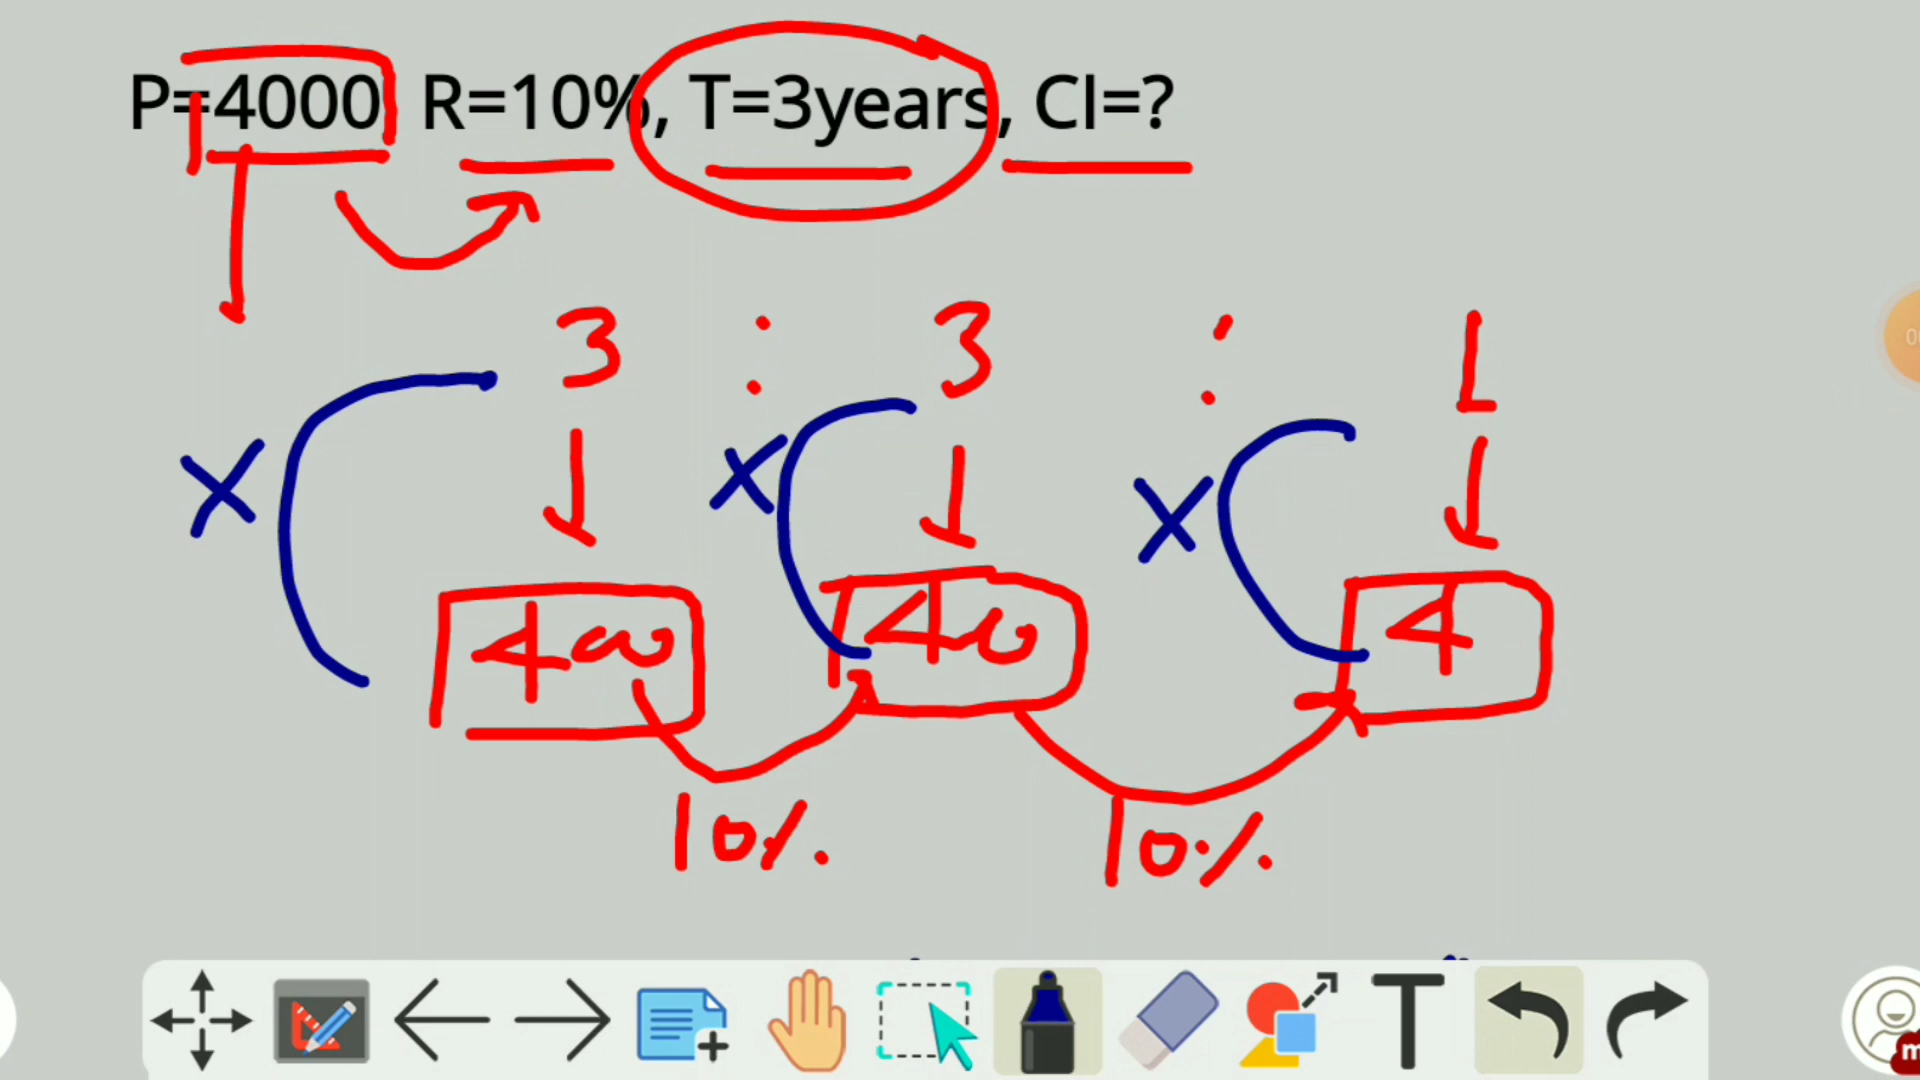 P=4000, R=10%, T=3years, CI=?
3 : 3 : 1
X X X
400 40 4
10% 10%
T
m